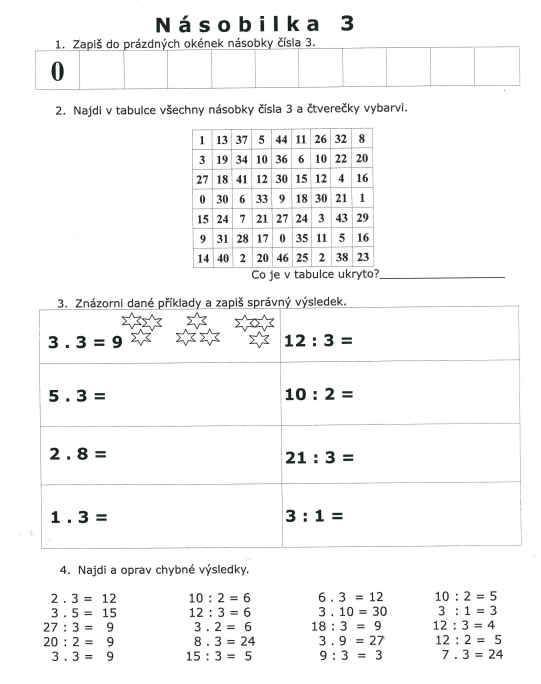 Násobilka 3
1. Zapiš do prázdných okének násobky čísla 3.
0
2. Najdi v tabulce všechny násobky čísla 3 a čtverečky vybarvi.
1 13 37 5 44 11 26 32 8
3 19 34 10 36 6 10 22 20
27 18 41 12 30 15 12 4 16
0 30 6 33 9 18 30 21 1
15 24 7 21 27 24 3 43 29
9 31 28 17 0 35 11 5 16
14 40 2 20 46 25 2 38 23
Co je v tabulce ukryto?
3. Znázorni dané příklady a zapiš správný výsledek.
3 . 3 = 9 12 : 3 =
5 . 3 = 10 : 2 =
2 . 8 = 21 : 3 =
1 . 3 = 3 : 1 =
4. Najdi a oprav chybné výsledky.
2 . 3 = 12 10 : 2 = 6 6 . 3 = 12 10 : 2 = 5
3 . 5 = 15 12 : 3 = 6 3 . 10 = 30 3 : 1 = 3
27 : 3 = 9 3 . 2 = 6 18 : 3 = 9 12 : 3 = 4
20 : 2 = 9 8 . 3 = 24 3 . 9 = 27 12 : 2 = 5
3 . 3 = 9 15 : 3 = 5 9 : 3 = 3 7 . 3 = 24